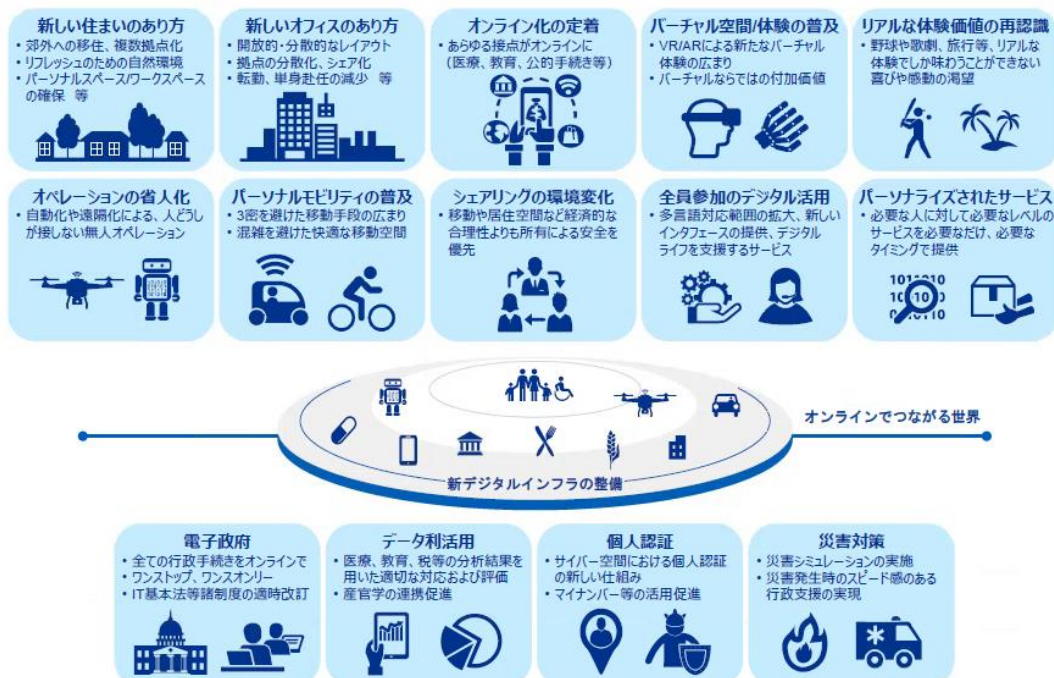 新しい住まいのあり方
・郊外への移住、複数拠点化
・リフレッシュのための自然環境
・パーソナルスペース/ワークスペース
の確保 等
新しいオフィスのあり方
・開放的・分散的なレイアウト
・拠点の分散化、シェア化
・転勤、単身赴任の減少 等
オンライン化の定着
・あらゆる接点がオンラインに
(医療、教育、公的手続き等)
バーチャル空間/体験の普及
・VR/ARによる新たなバーチャル
体験の広まり
・バーチャルならではの付加価値
リアルな体験価値の再認識
・野球や歌劇、旅行等、リアルな
体験でしか味わうことができない
喜びや感動の渇望
オペレーションの省人化
・自動化や遠隔化による、人どうし
が接しない無人オペレーション
パーソナルモビリティの普及
・3密を避けた移動手段の広まり
・混雑を避けた快適な移動空間
シェアリングの環境変化
・移動や居住空間など経済的な
合理性よりも所有による安全を
優先
全員参加のデジタル活用
・多言語対応範囲の拡大、新しい
インタフェースの提供、デジタル
ライフを支援するサービス
パーソナライズされたサービス
・必要な人に対して必要なレベルの
サービスを必要なだけ、必要な
タイミングで提供
オンラインでつながる世界
新デジタルインフラの整備
電子政府
・全ての行政手続きをオンラインで
・ワンストップ、ワンスオンリー
・IT基本法等諸制度の適時改訂
データ利活用
・医療、教育、税等の分析結果を
用いた適切な対応および評価
・産官学の連携促進
個人認証
・サイバー空間における個人認証
の新しい仕組み
・マイナンバー等の活用促進
災害対策
・災害シミュレーションの実施
・災害発生時のスピード感のある
行政支援の実現